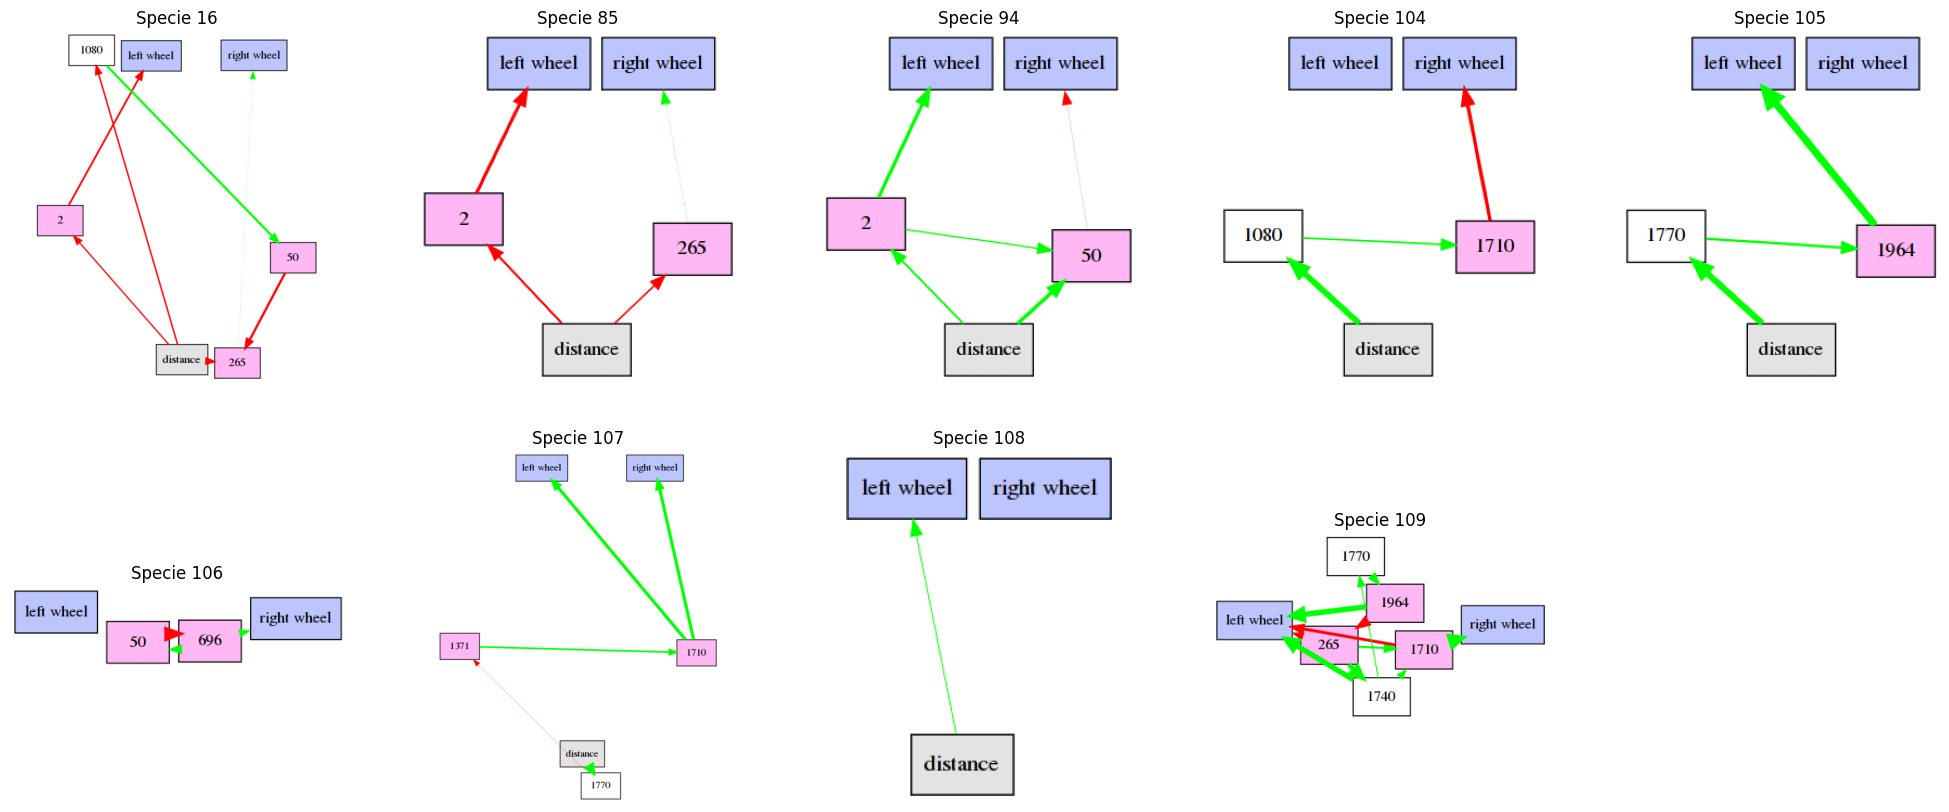 Specie 16
1080
left wheel
right wheel
2
50
distance
265
Specie 85
left wheel
right wheel
2
265
distance
Specie 94
left wheel
right wheel
2
50
distance
Specie 104
left wheel
right wheel
1080
1710
distance
Specie 105
left wheel
right wheel
1770
1964
distance
Specie 106
left wheel
50
696
right wheel
Specie 107
left wheel
right wheel
1371
1710
distance
1770
Specie 108
left wheel
right wheel
distance
Specie 109
1770
1964
left wheel
right wheel
265
1710
1740